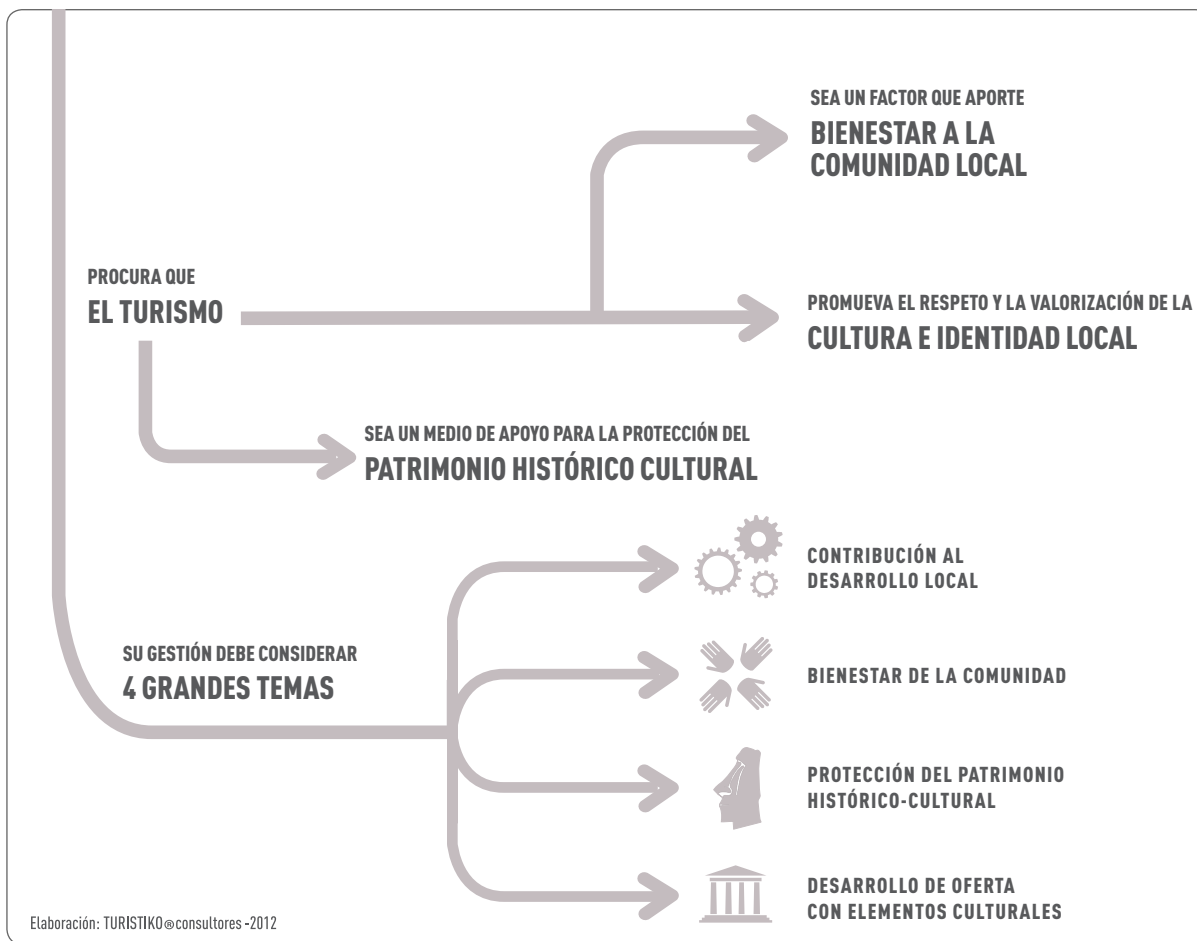 SEA UN FACTOR QUE APORTE
BIENESTAR A LA
COMUNIDAD LOCAL
PROCURA QUE
EL TURISMO
PROMUEVA EL RESPETO Y LA VALORIZACIÓN DE LA
CULTURA E IDENTIDAD LOCAL
SEA UN MEDIO DE APOYO PARA LA PROTECCIÓN DEL
PATRIMONIO HISTÓRICO CULTURAL
SU GESTIÓN DEBE CONSIDERAR
4 GRANDES TEMAS
CONTRIBUCIÓN AL
DESARROLLO LOCAL
BIENESTAR DE LA COMUNIDAD
PROTECCIÓN DEL PATRIMONIO
HISTÓRICO-CULTURAL
DESARROLLO DE OFERTA
CON ELEMENTOS CULTURALES
Elaboración: TURISTIKO@consultores -2012